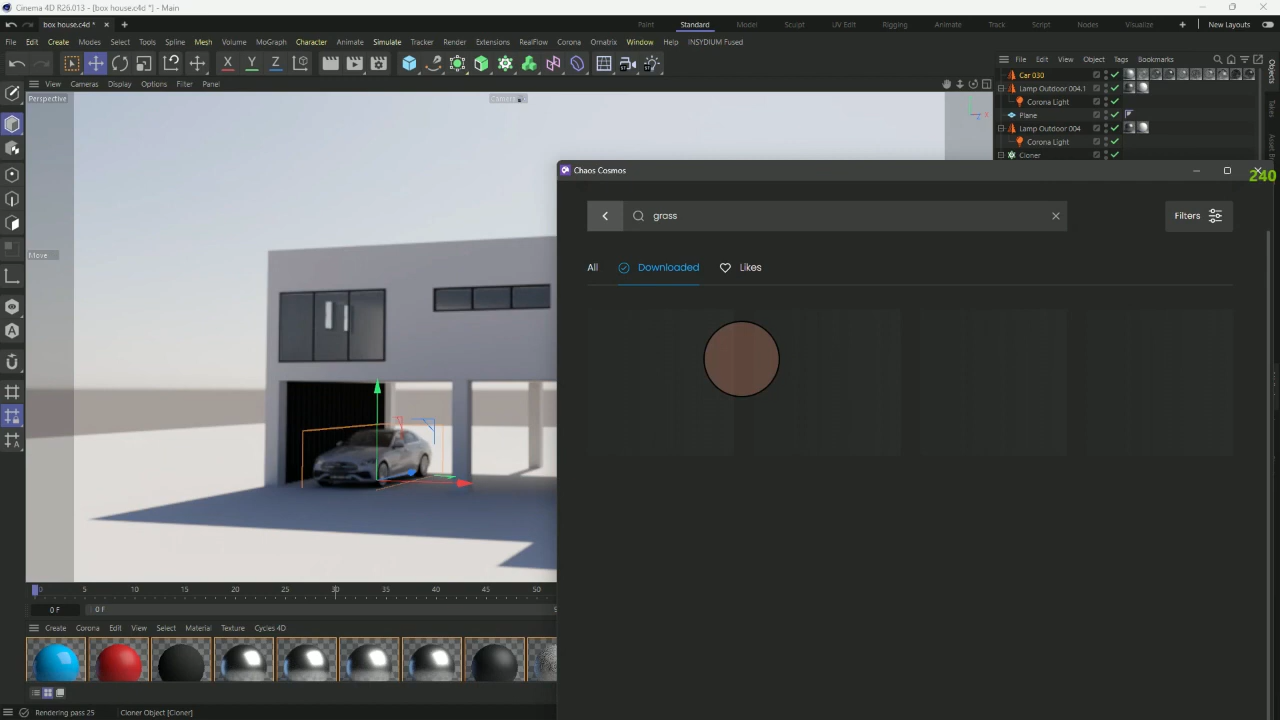 Cinema 4D R26.013 - [box house.c4d *] - Main
box house.c4d *
Paint Standard Model Sculpt UV Edit Rigging Animate Track Script Nodes Visualize New Layouts
File Edit Create Modes Select Tools Spline Mesh Volume MoGraph Character Animate Simulate Tracker Render Extensions RealFlow Corona Ornatrix Window Help INSYDIUM Fused
File Edit View Object Tags Bookmarks
X Y Z
View Cameras Display Options Filter Panel
Perspective
Camera
Car 030
Lamp Outdoor 004.1
Corona Light
Plane
Lamp Outdoor 004
Corona Light
Cloner
Objects
Takes
Chaos Cosmos
240
grass
Filters
All Downloaded Likes
Move
0 5 10 15 20 25 30 35 40 45 50
0 F 0 F
Create Corona Edit View Select Material Texture Cycles 4D
Rendering pass 25 Cloner Object [Cloner]